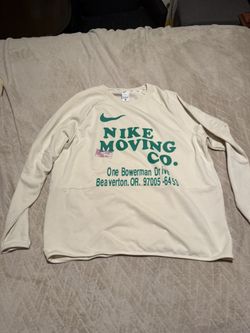 NIKE
MOVING
CO.
One Bowerman Drive
Beaverton, OR. 97005-6453